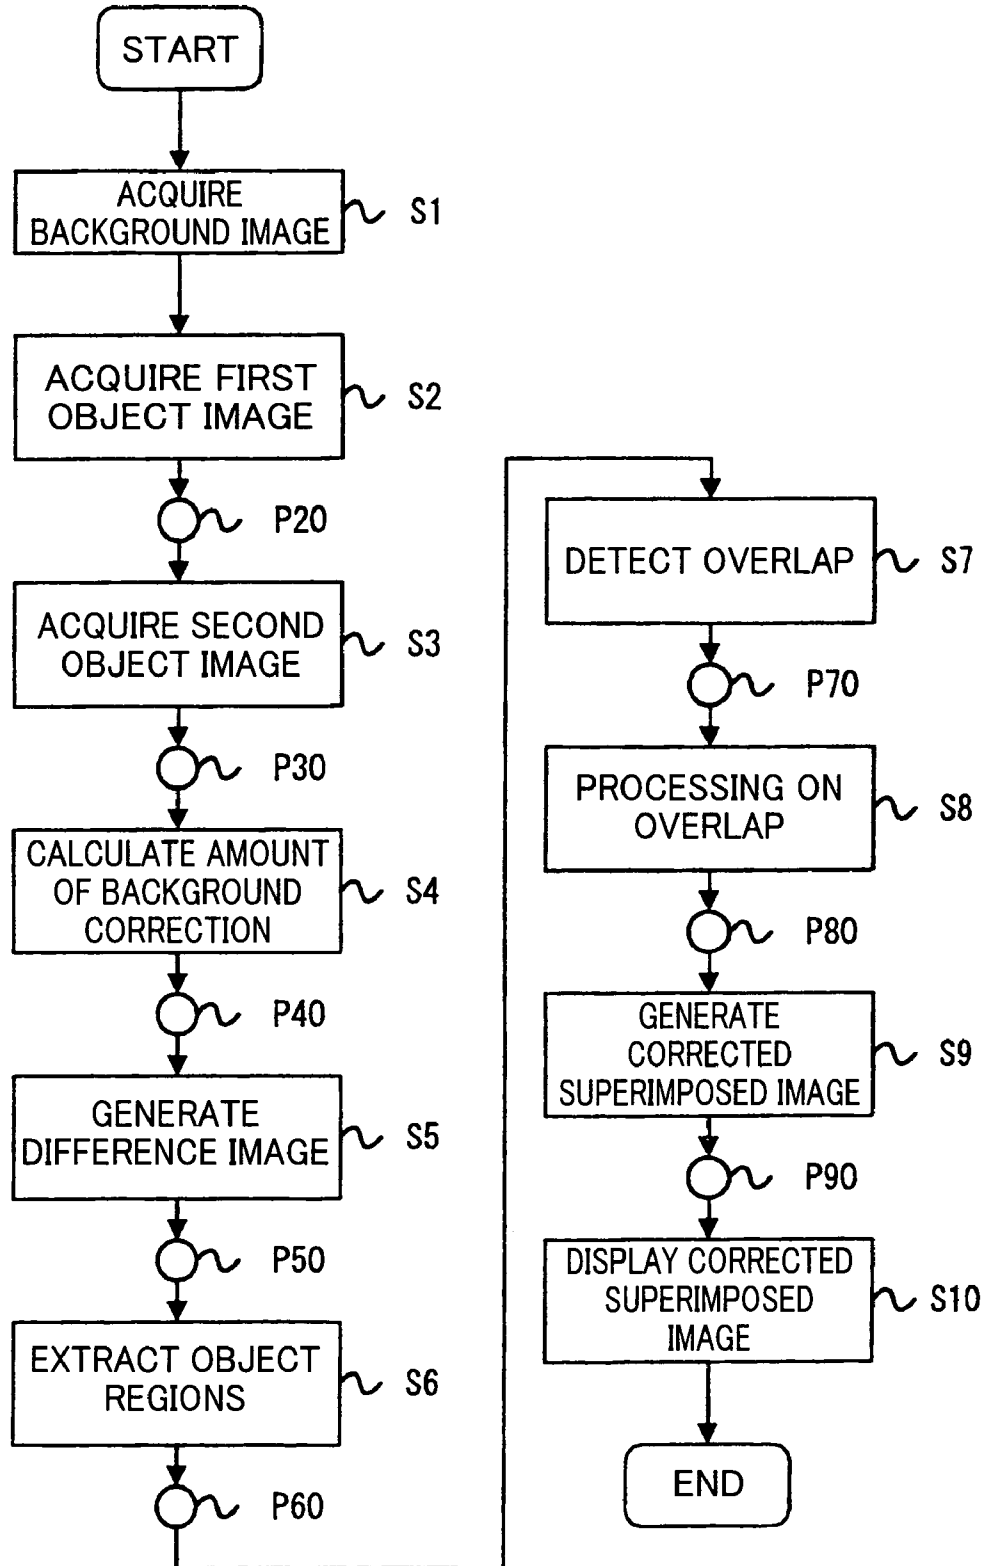 START
ACQUIRE
BACKGROUND IMAGE
S1
ACQUIRE FIRST
OBJECT IMAGE
S2
P20
ACQUIRE SECOND
OBJECT IMAGE
S3
P30
CALCULATE AMOUNT
OF BACKGROUND
CORRECTION
S4
P40
GENERATE
DIFFERENCE IMAGE
S5
P50
EXTRACT OBJECT
REGIONS
S6
P60
DETECT OVERLAP
S7
P70
PROCESSING ON
OVERLAP
S8
P80
GENERATE
CORRECTED
SUPERIMPOSED IMAGE
S9
P90
DISPLAY CORRECTED
SUPERIMPOSED
IMAGE
S10
END